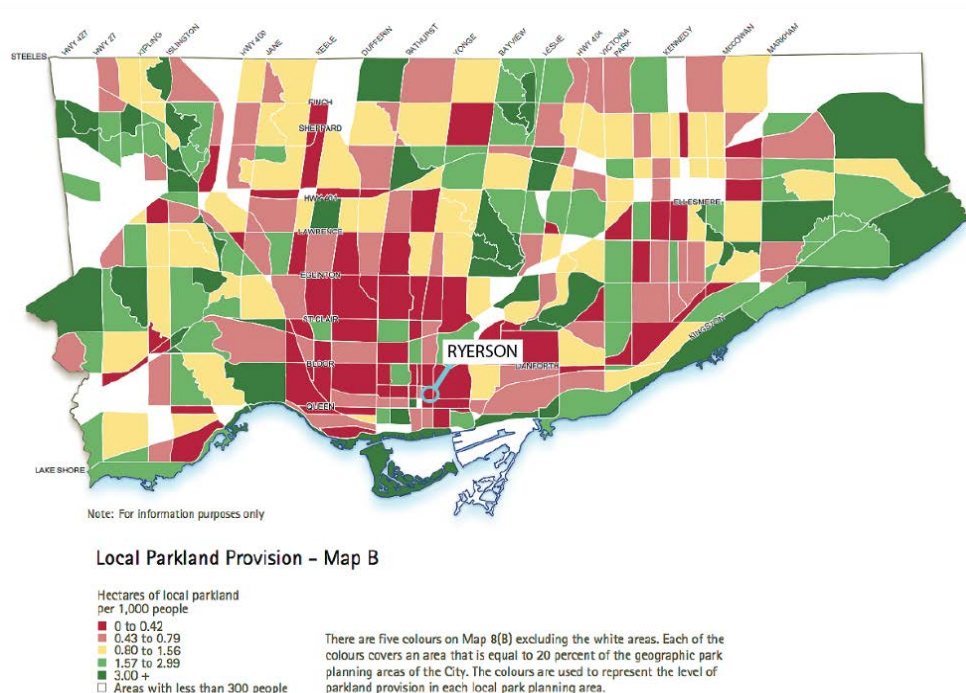 HWY 427
HWY 27
KIPLING
ISLINGTON
HWY 400
JANE
KEELE
DUFFERIN
BATHURST
YONGE
BAYVIEW
LESLIE
HWY 404
VICTORIA
PARK
KENNEDY
MCCOWAN
MARKHAM
STEELES
FINCH
SHEPPARD
HWY 401
ELLESMERE
LAWRENCE
EGLINTON
ST.CLAIR
KINGSTON
RYERSON
BLOOR
DANFORTH
QUEEN
LAKE SHORE
Note: For information purposes only
Local Parkland Provision - Map B
Hectares of local parkland
per 1,000 people
0 to 0.42
0.43 to 0.79
0.80 to 1.56
1.57 to 2.99
3.00 +
Areas with less than 300 people
There are five colours on Map 8(B) excluding the white areas. Each of the
colours covers an area that is equal to 20 percent of the geographic park
planning areas of the City. The colours are used to represent the level of
parkland provision in each local park planning area.